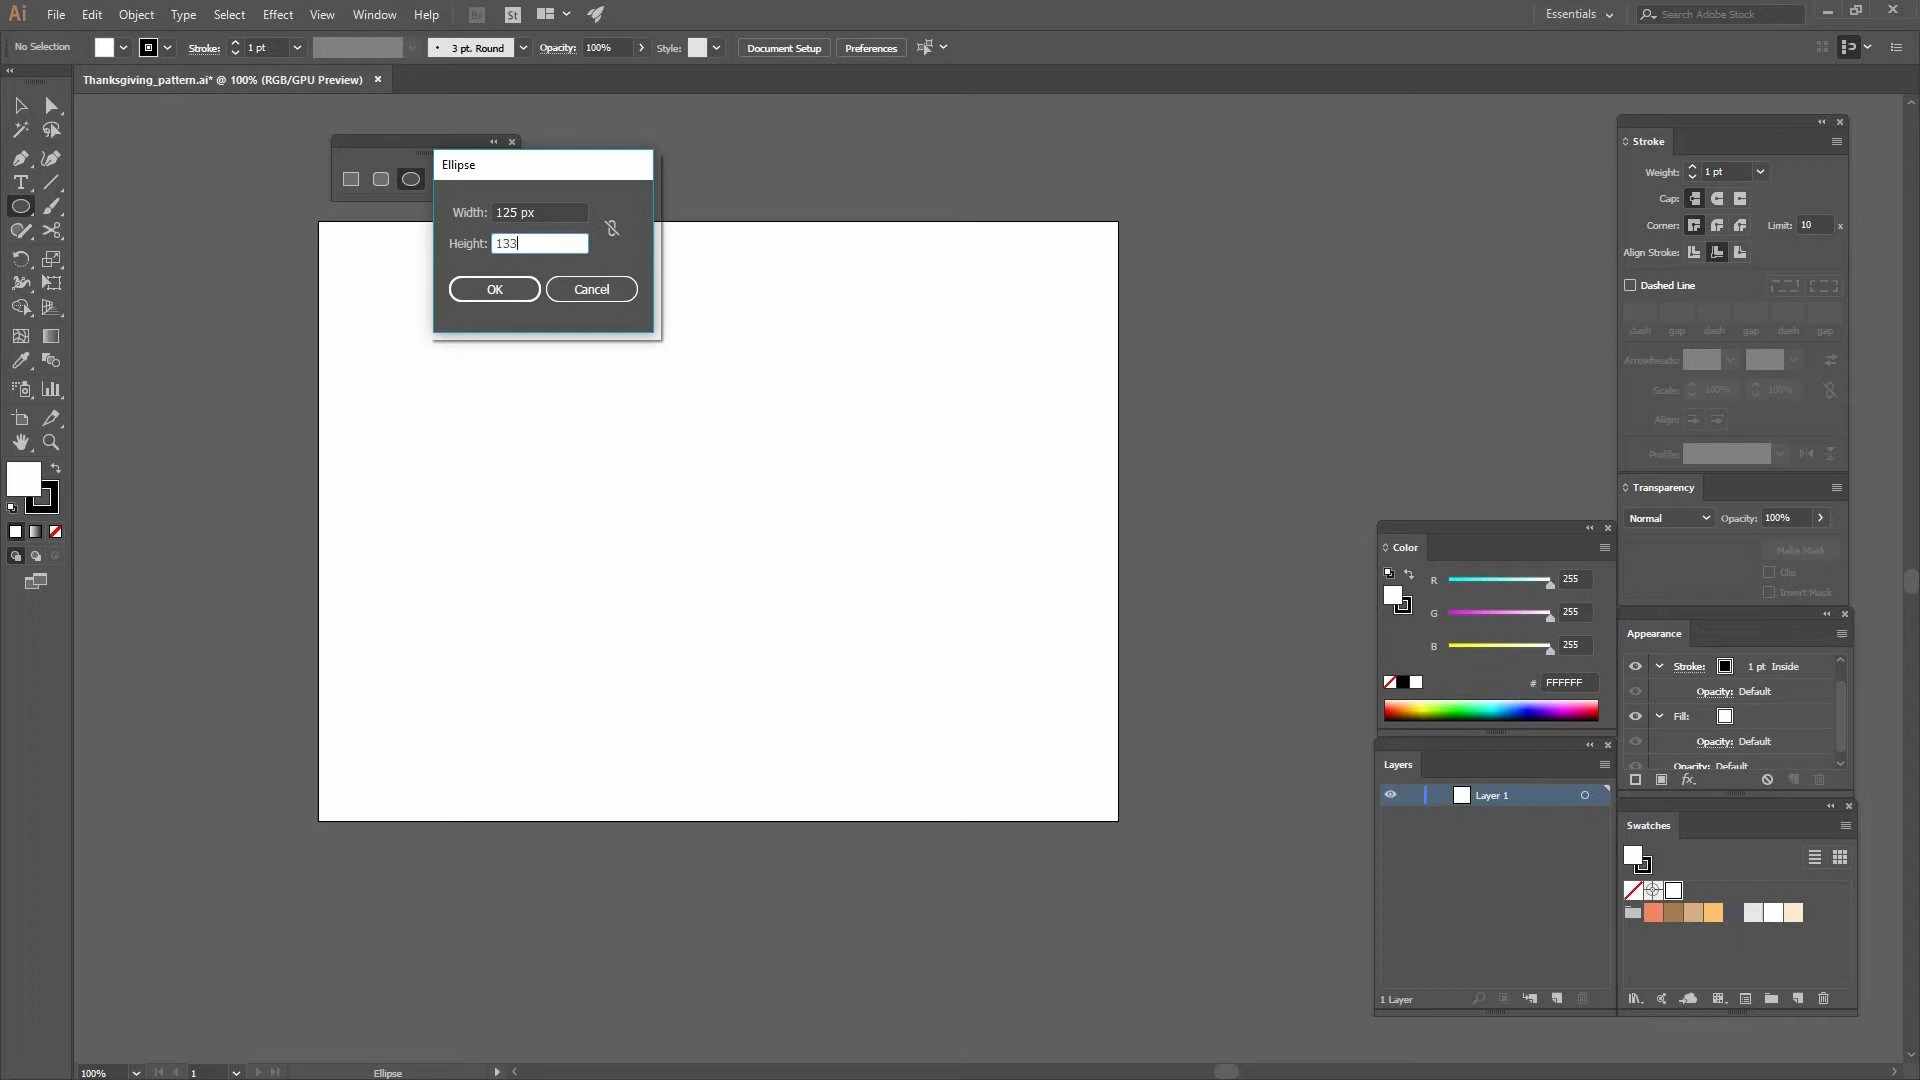 Ai File Edit Object Type Select Effect View Window Help Br St Essentials Search Adobe Stock
No Selection Stroke: 1 pt 3 pt. Round Opacity: 100% Style: Document Setup Preferences
Thanksgiving_pattern.ai* @ 100% (RGB/GPU Preview)
Ellipse
Width: 125 px
Height: 133
OK Cancel
Stroke
Weight: 1 pt
Cap:
Corner: Limit: 10 x
Align Stroke:
Dashed Line
dash gap dash gap dash gap
Arrowheads:
Scale: 100% 100%
Align:
Profile:
Transparency
Normal Opacity: 100%
Make Mask
Clip
Invert Mask
Color
R 255
G 255
B 255
# FFFFFF
Appearance
Stroke: 1 pt Inside
Opacity: Default
Fill:
Opacity: Default
Opacity: Default
fx
Layers
Layer 1
1 Layer
Swatches
100% 1 Ellipse